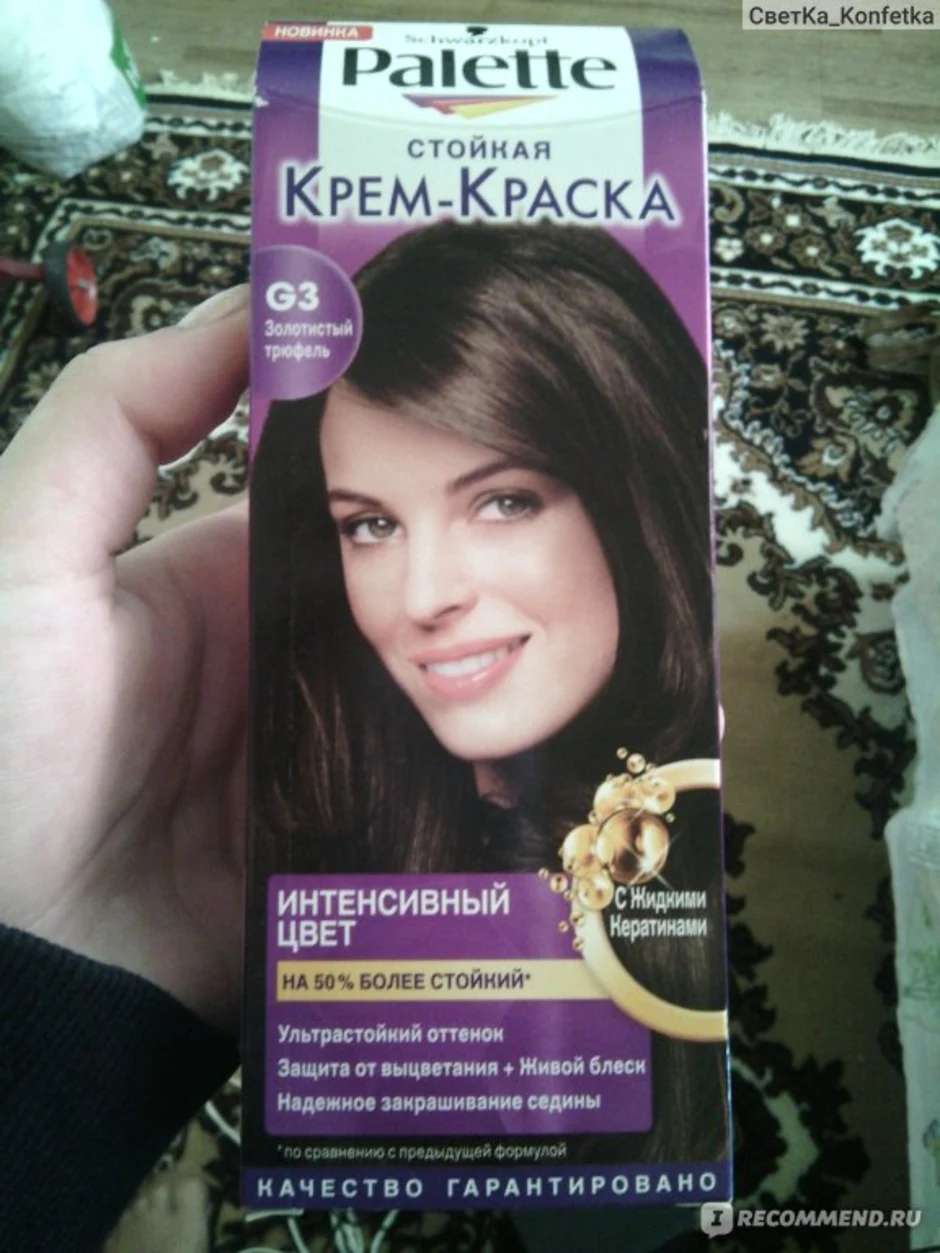 СветКа_Konfetka
НОВИНКА
Schwarzkopf
Palette
СТОЙКАЯ
КРЕМ-КРАСКА
G3
Золотистый
трюфель
С Жидкими
Кератинами
ИНТЕНСИВНЫЙ
ЦВЕТ
НА 50% БОЛЕЕ СТОЙКИЙ*
Ультрастойкий оттенок
Защита от выцветания + Живой блеск
Надежное закрашивание седины
*по сравнению с предыдущей формулой
КАЧЕСТВО ГАРАНТИРОВАНО
IRECOMMEND.RU